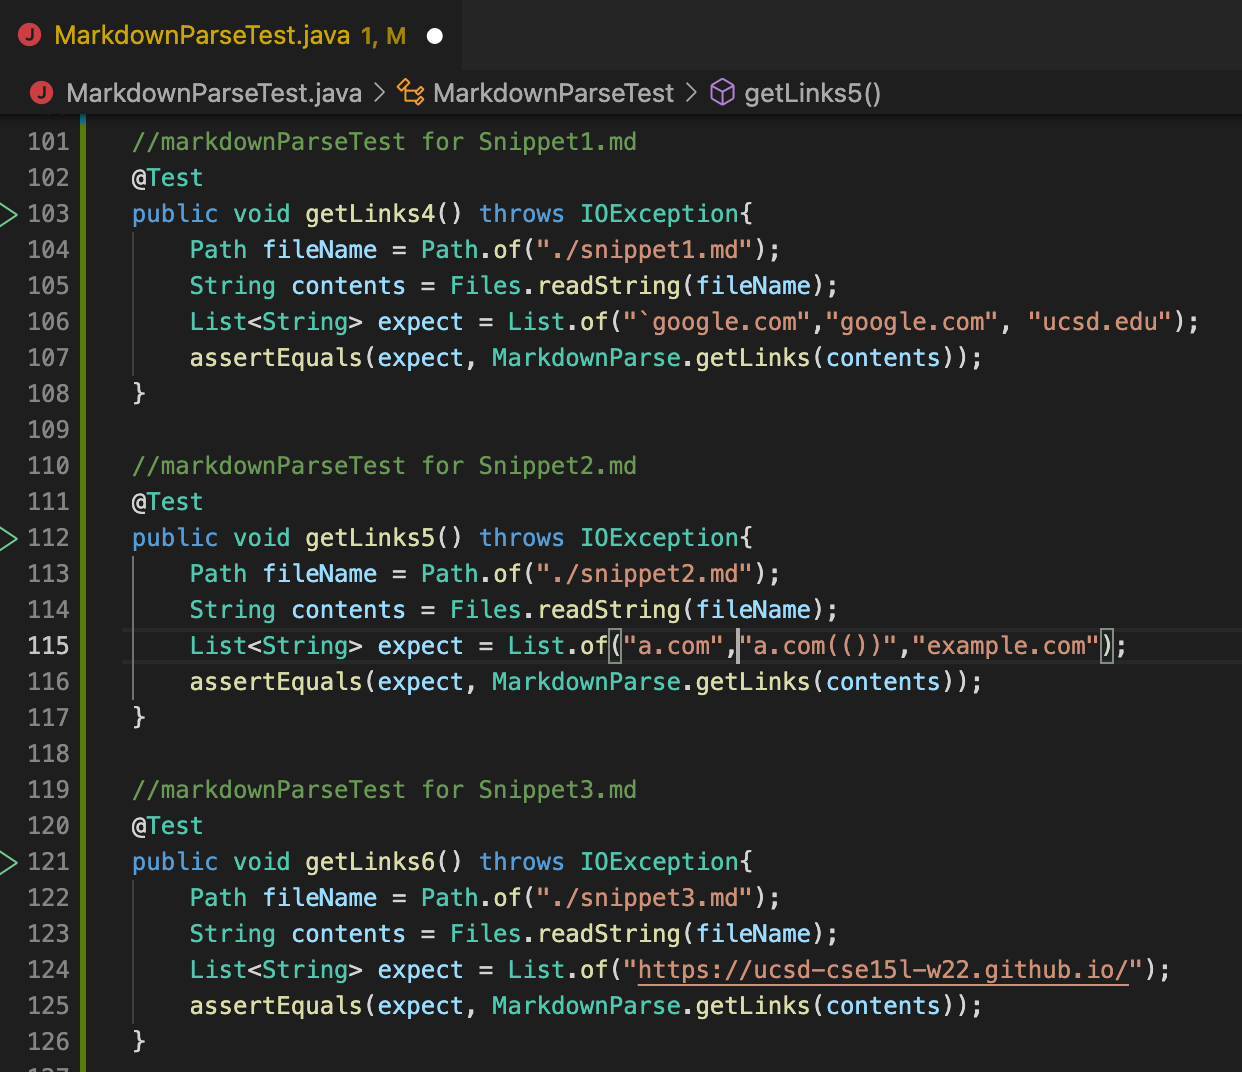 J MarkdownParseTest.java 1, M
J MarkdownParseTest.java > MarkdownParseTest > getLinks5()
101 //markdownParseTest for Snippet1.md
102 @Test
103 public void getLinks4() throws IOException{
104 Path fileName = Path.of("./snippet1.md");
105 String contents = Files.readString(fileName);
106 List<String> expect = List.of("`google.com","google.com", "ucsd.edu");
107 assertEquals(expect, MarkdownParse.getLinks(contents));
108 }
109
110 //markdownParseTest for Snippet2.md
111 @Test
112 public void getLinks5() throws IOException{
113 Path fileName = Path.of("./snippet2.md");
114 String contents = Files.readString(fileName);
115 List<String> expect = List.of("a.com","a.com(())","example.com");
116 assertEquals(expect, MarkdownParse.getLinks(contents));
117 }
118
119 //markdownParseTest for Snippet3.md
120 @Test
121 public void getLinks6() throws IOException{
122 Path fileName = Path.of("./snippet3.md");
123 String contents = Files.readString(fileName);
124 List<String> expect = List.of("https://ucsd-cse15l-w22.github.io/");
125 assertEquals(expect, MarkdownParse.getLinks(contents));
126 }